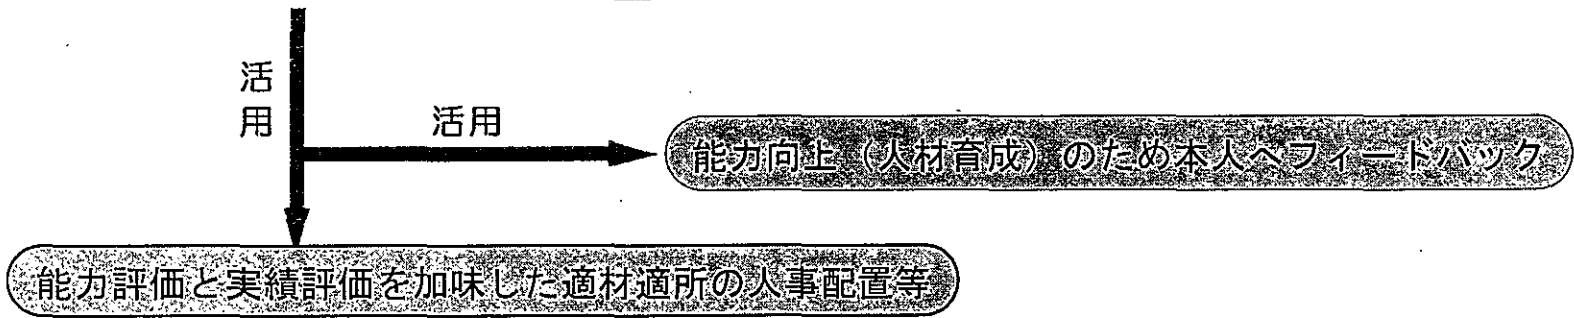 活用
活用
能力向上（人材育成）のため本人へフィードバック
能力評価と実績評価を加味した適材適所の人事配置等